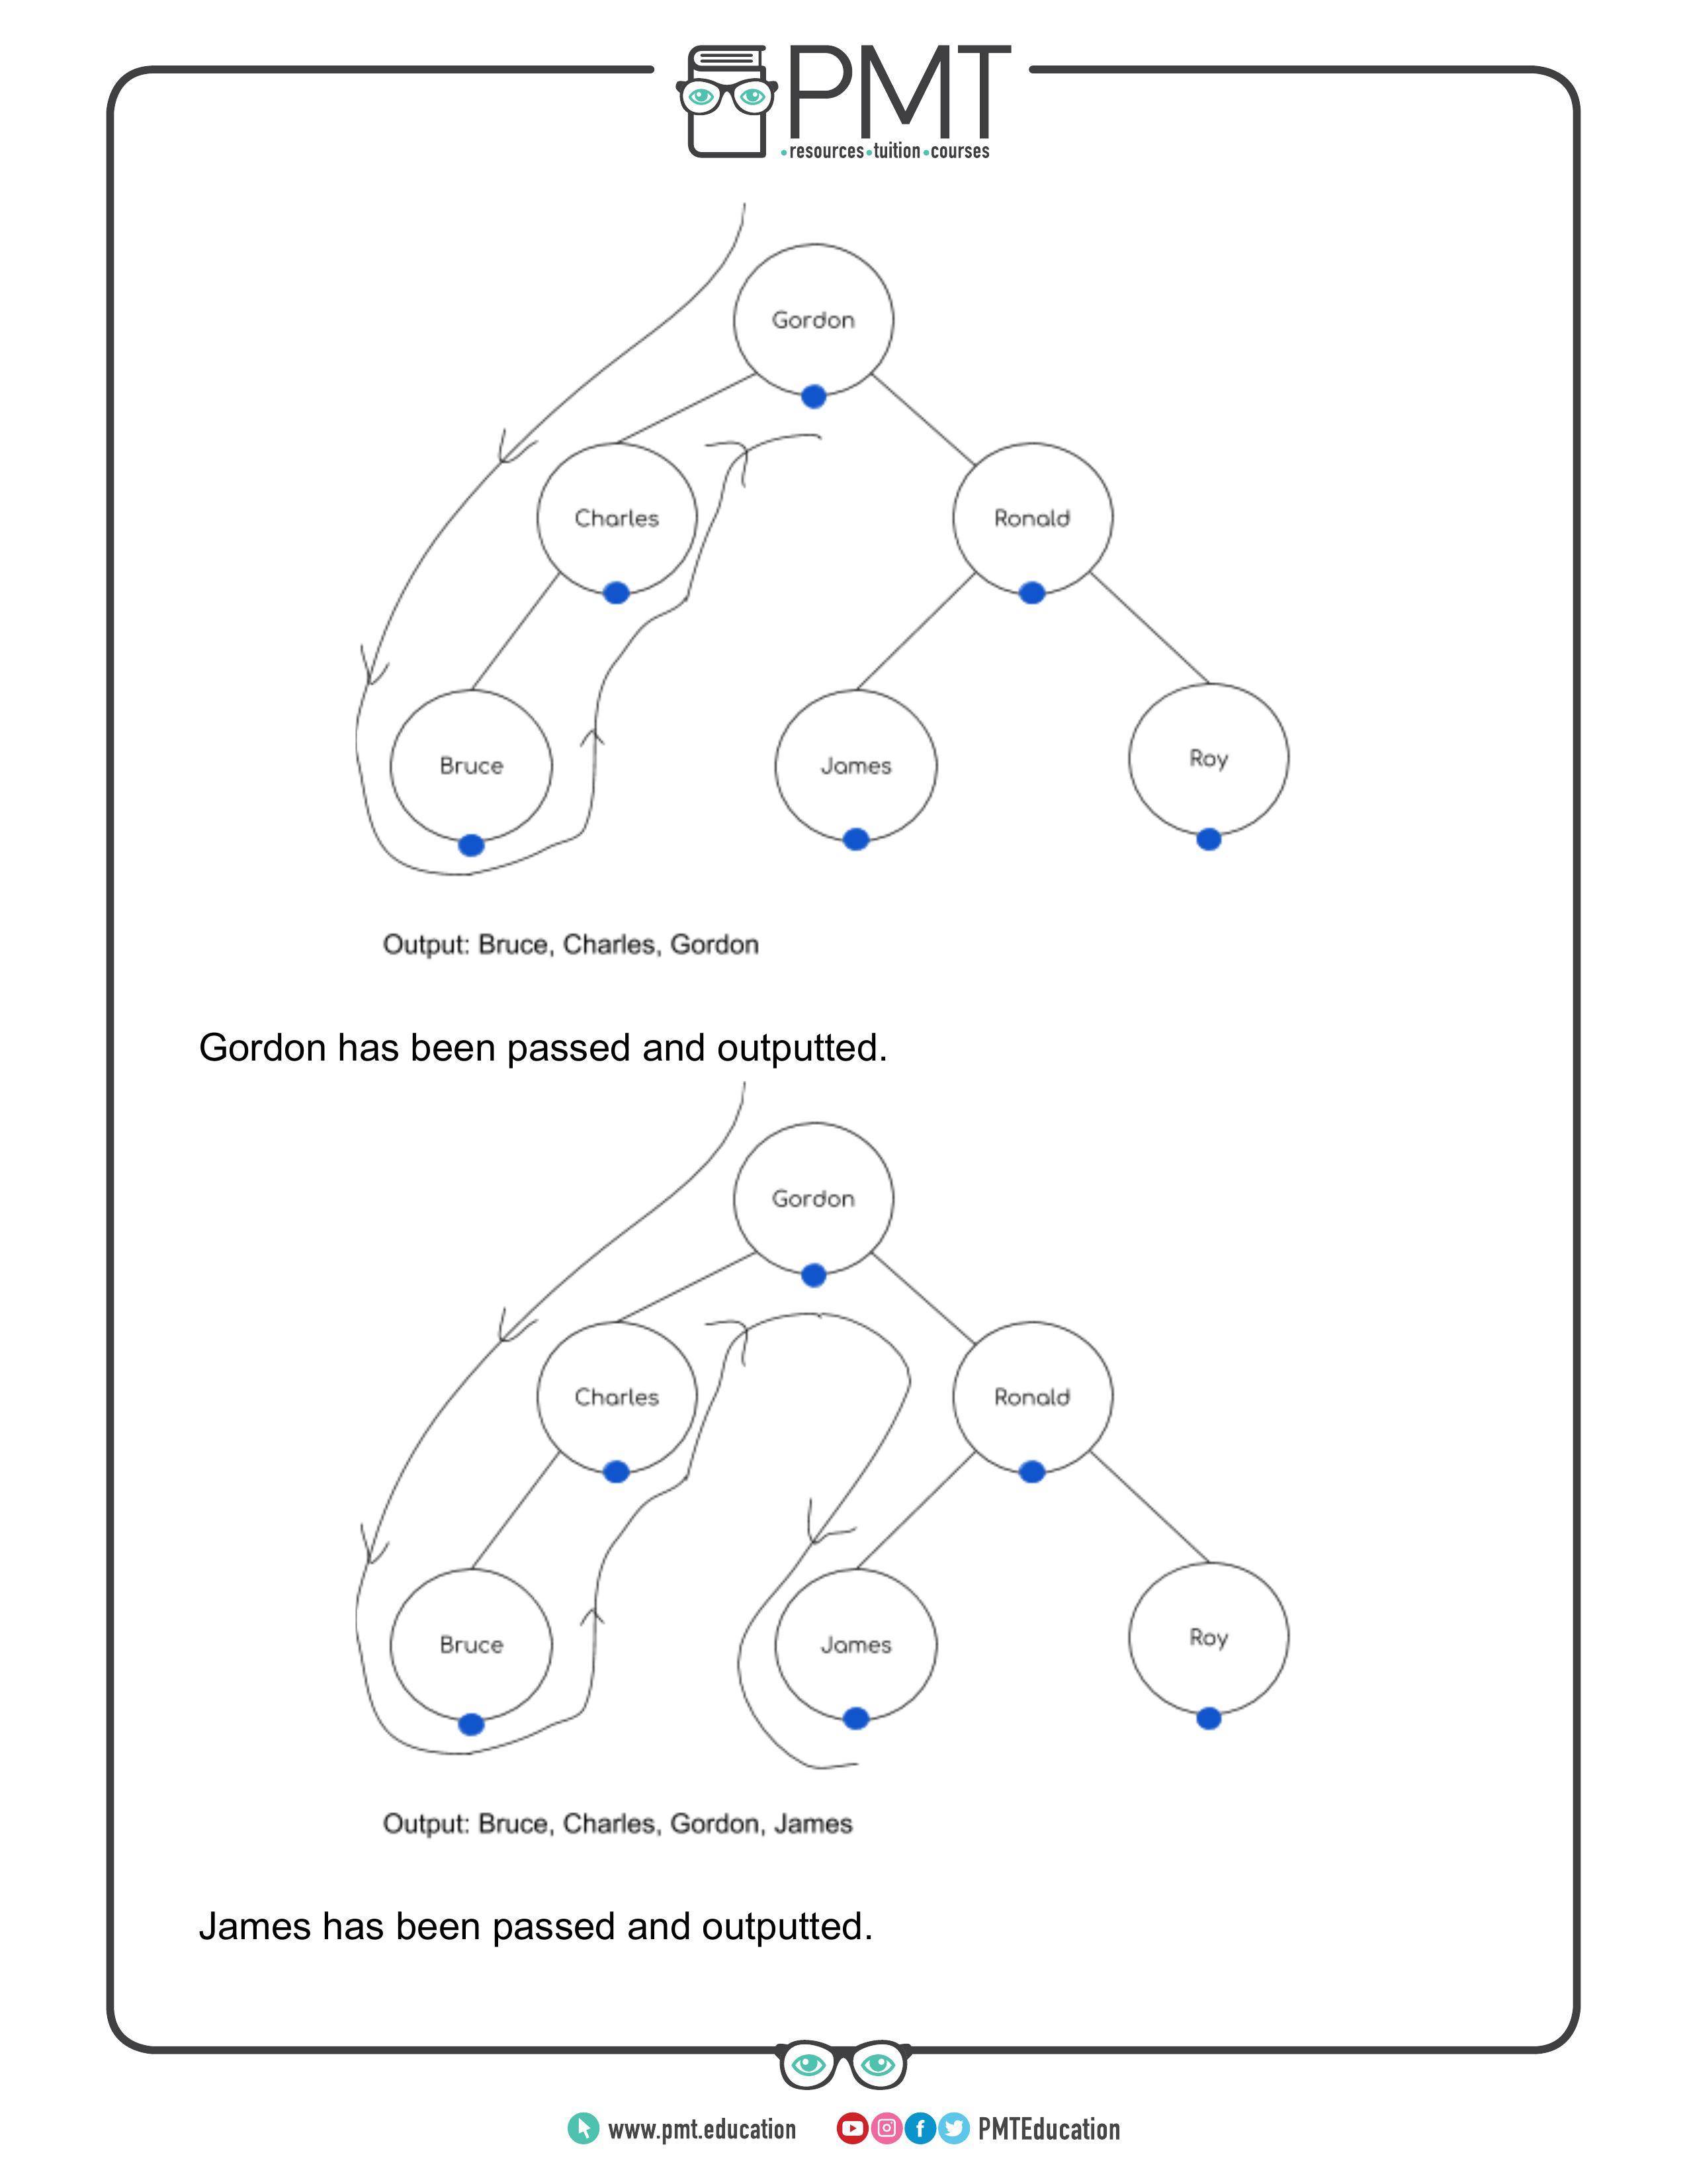 PMT
•resources•tuition•courses
Gordon
Charles
Ronald
Bruce
James
Roy
Output: Bruce, Charles, Gordon
Gordon has been passed and outputted.
Gordon
Charles
Ronald
Bruce
James
Roy
Output: Bruce, Charles, Gordon, James
James has been passed and outputted.
www.pmt.education
PMTEducation